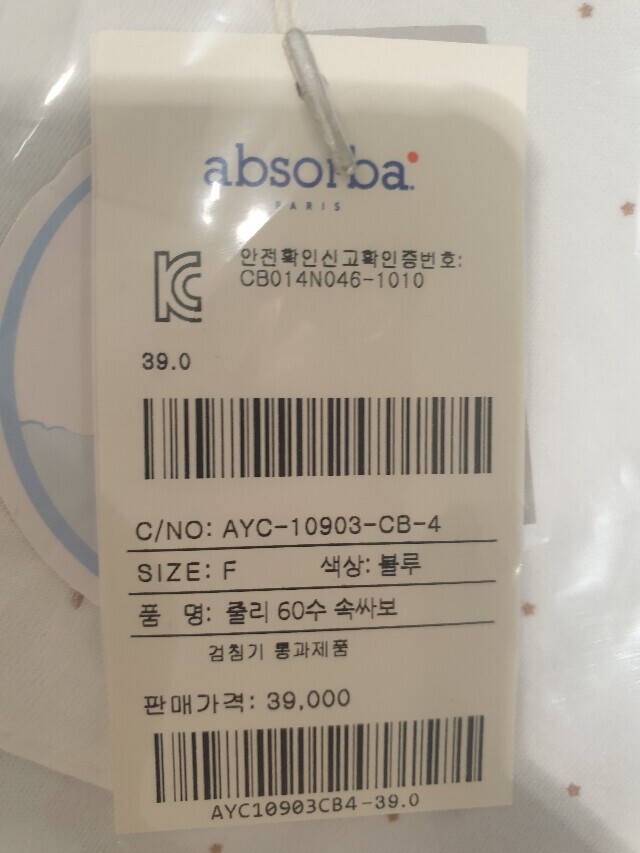 absorba
PARIS
안전확인신고확인증번호:
CB014N046-1010
39.0
C/NO: AYC-10903-CB-4
SIZE: F 색상: 블루
품 명: 쥴리 60수 속싸보
검침기 통과제품
판매가격: 39,000
AYC10903CB4-39.0